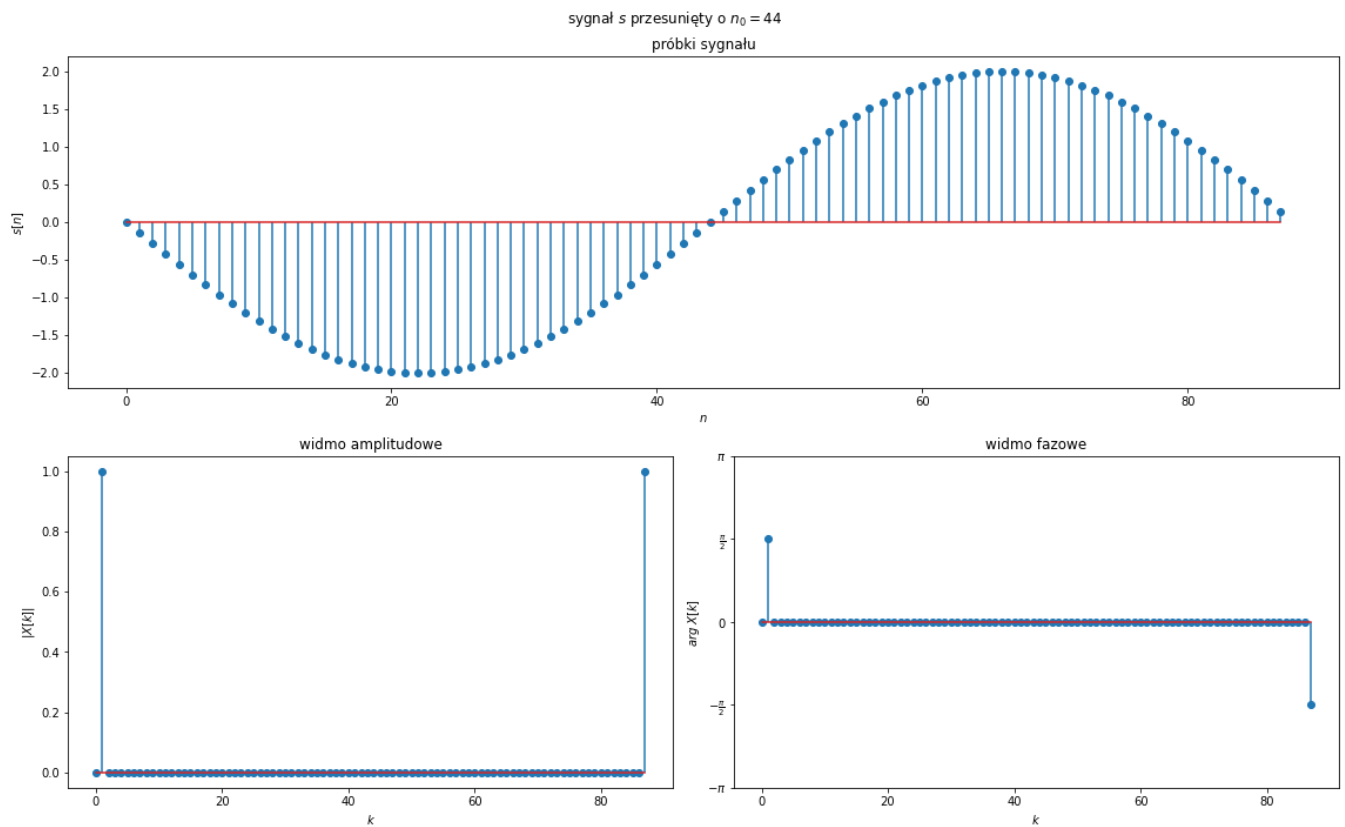 sygnał s przesunięty o n₀ = 44
próbki sygnału
s[n]
2.0
1.5
1.0
0.5
0.0
−0.5
−1.0
−1.5
−2.0
0 20 40 60 80
n
widmo amplitudowe
|X[k]|
1.0
0.8
0.6
0.4
0.2
0.0
0 20 40 60 80
k
widmo fazowe
arg X[k]
π
π/2
0
−π/2
−π
0 20 40 60 80
k